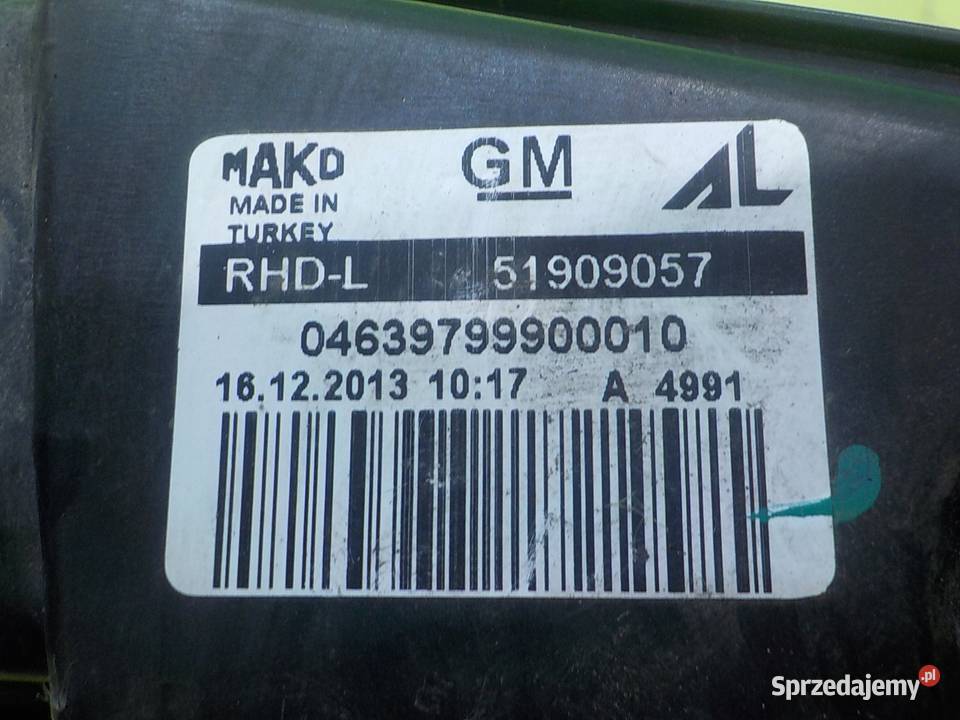 MAKO
MADE IN
TURKEY
GM
AL
RHD-L 51909057
04639799900010
16.12.2013 10:17 A 4991
Sprzedajemy.pl